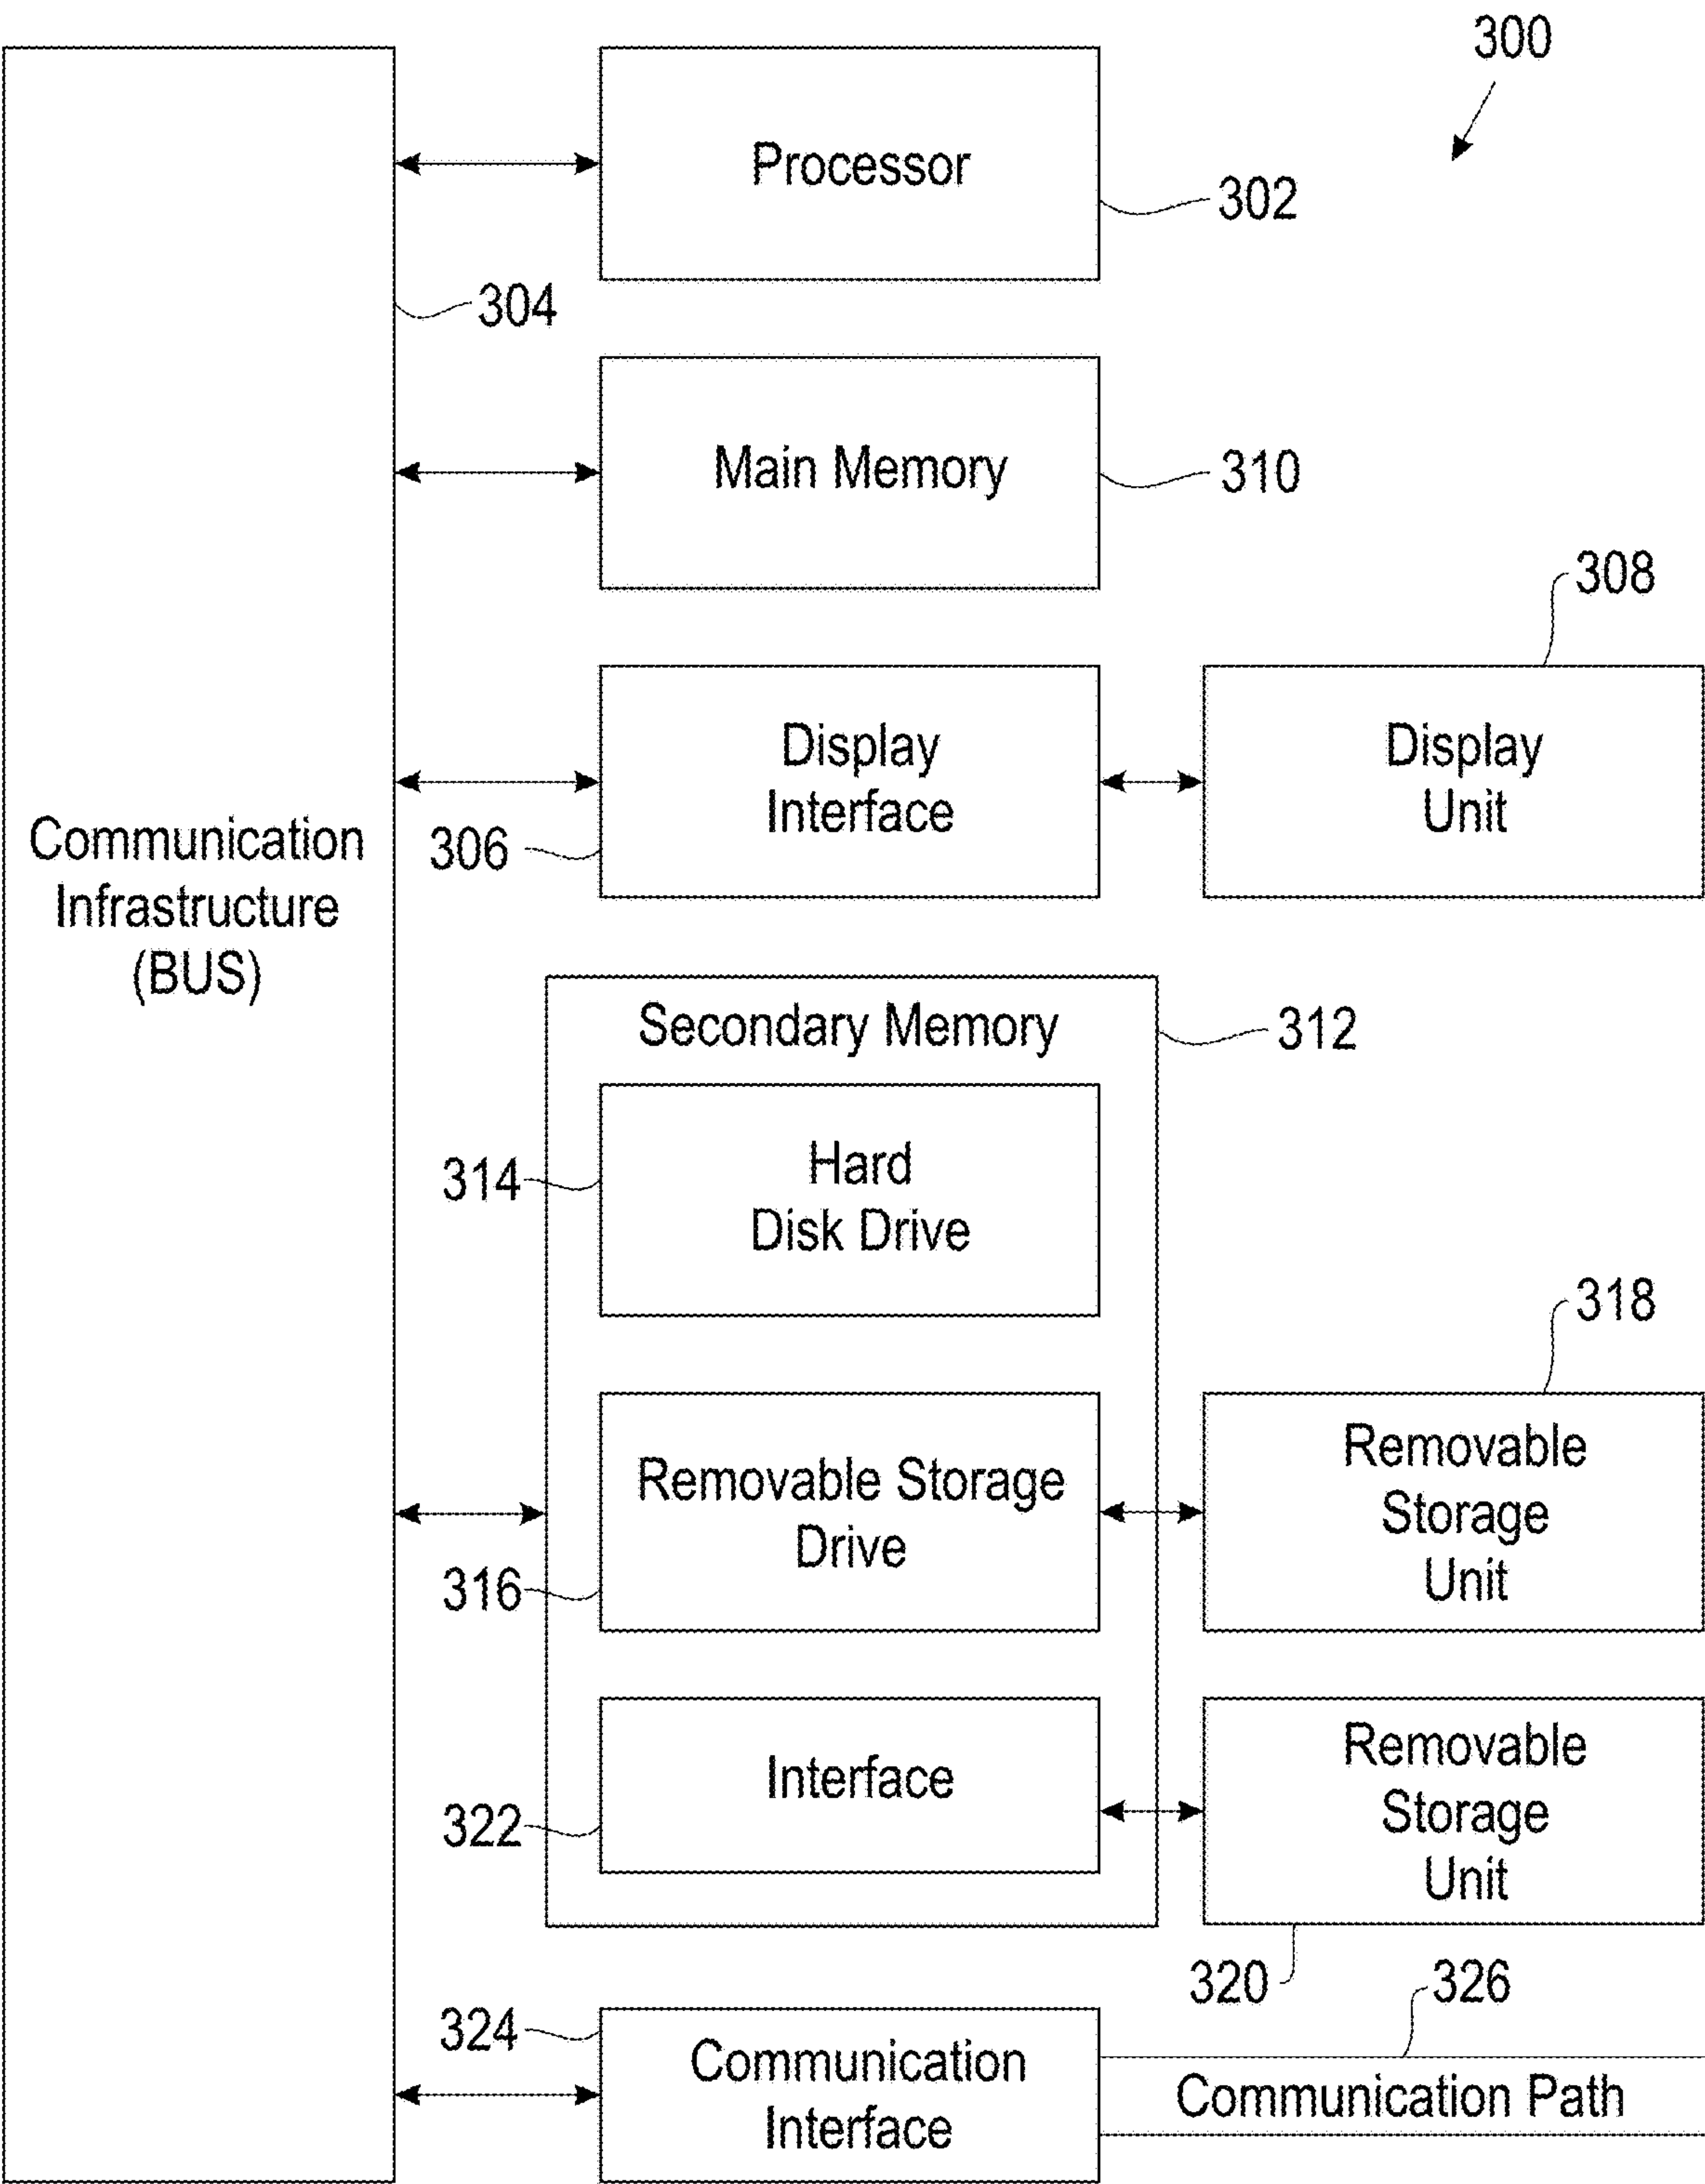 300
Processor
302
304
Main Memory
310
308
Display
Interface
306
Display
Unit
Communication
Infrastructure
(BUS)
Secondary Memory
312
Hard
Disk Drive
314
318
Removable Storage
Drive
316
Removable
Storage
Unit
Interface
322
Removable
Storage
Unit
320
326
324
Communication
Interface
Communication Path